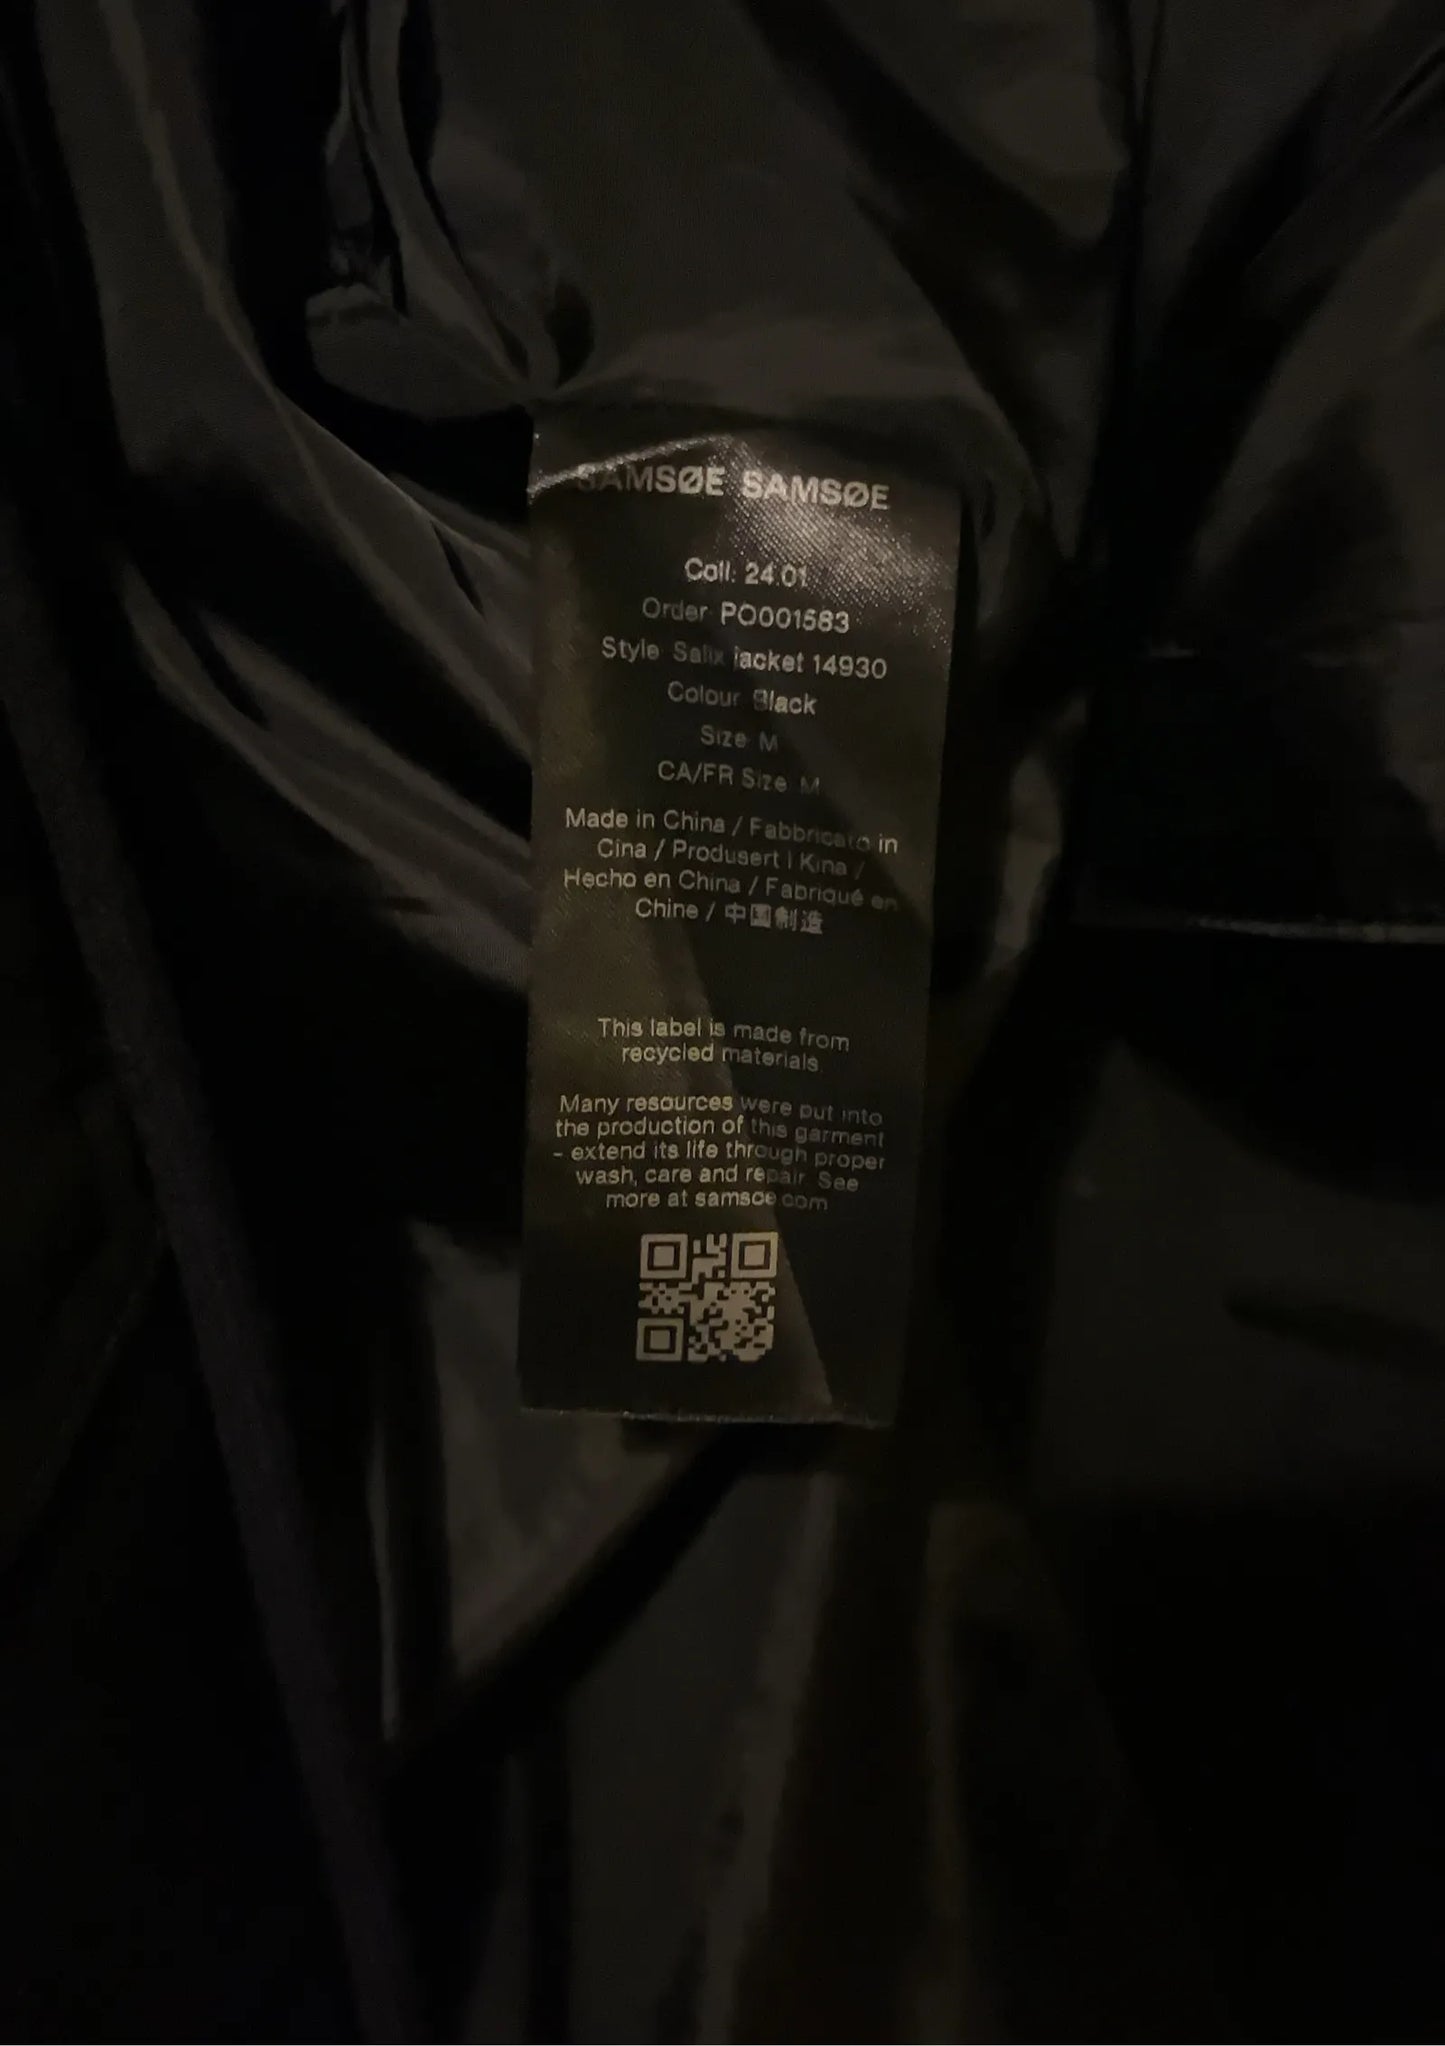 SAMSØE SAMSØE
Coll. 24.01
Order PO001583
Style Salix jacket 14930
Colour Black
Size M
CA/FR Size M
Made in China / Fabbricato in
Cina / Produsert i Kina /
Hecho en China / Fabriqué en
Chine / 中国制造
This label is made from
recycled materials.
Many resources were put into
the production of this garment
- extend its life through proper
wash, care and repair. See
more at samsoe.com